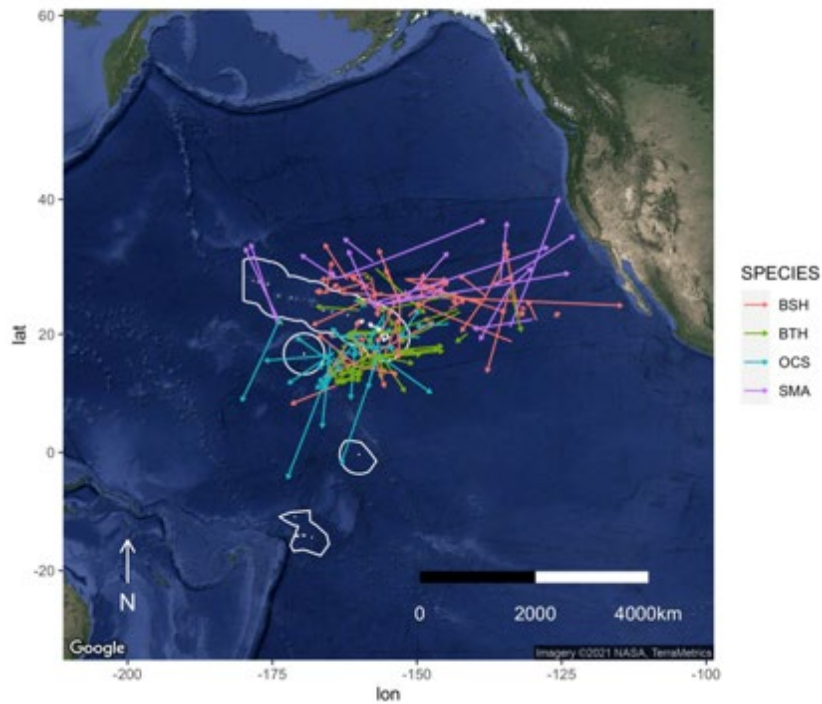 60
40
20
0
-20
lat
N
0
2000
4000km
Google
Imagery ©2021 NASA, TerraMetrics
-200
-175
-150
-125
-100
lon
SPECIES
BSH
BTH
OCS
SMA